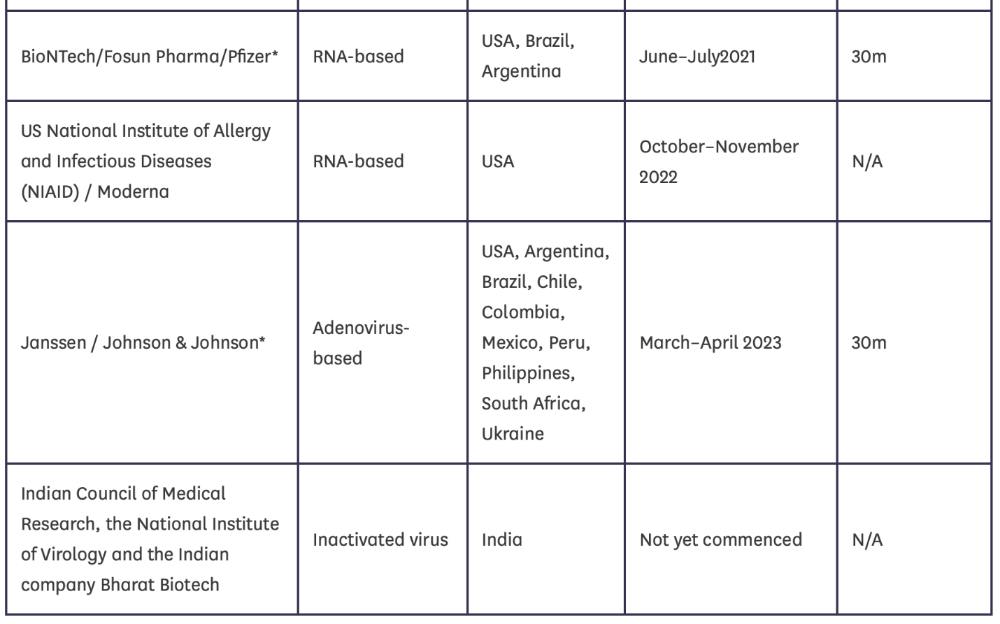 BioNTech/Fosun Pharma/Pfizer*
RNA-based
USA, Brazil,
Argentina
June–July2021
30m
US National Institute of Allergy
and Infectious Diseases
(NIAID) / Moderna
RNA-based
USA
October–November
2022
N/A
Janssen / Johnson & Johnson*
Adenovirus-
based
USA, Argentina,
Brazil, Chile,
Colombia,
Mexico, Peru,
Philippines,
South Africa,
Ukraine
March–April 2023
30m
Indian Council of Medical
Research, the National Institute
of Virology and the Indian
company Bharat Biotech
Inactivated virus
India
Not yet commenced
N/A